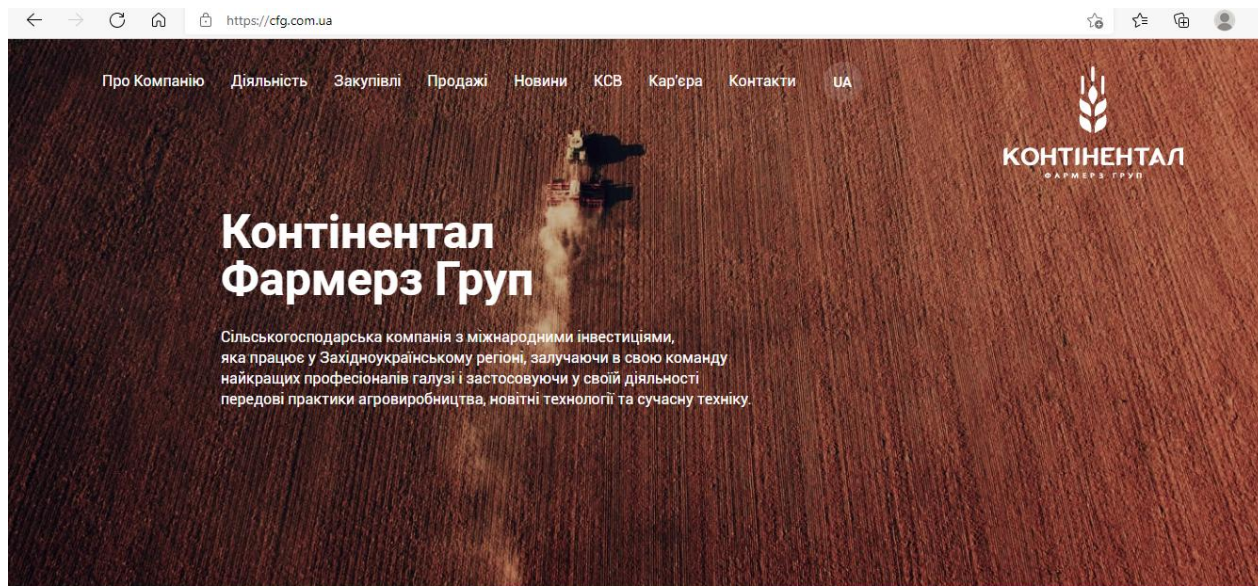 https://cfg.com.ua
Про Компанію Діяльність Закупівлі Продажі Новини КСВ Кар'єра Контакти UA
КОНТІНЕНТАЛ
ФАРМЕРЗ ГРУП
Контінентал
Фармерз Груп
Сільськогосподарська компанія з міжнародними інвестиціями,
яка працює у Західноукраїнському регіоні, залучаючи в свою команду
найкращих професіоналів галузі і застосовуючи у своїй діяльності
передові практики агровиробництва, новітні технології та сучасну техніку.